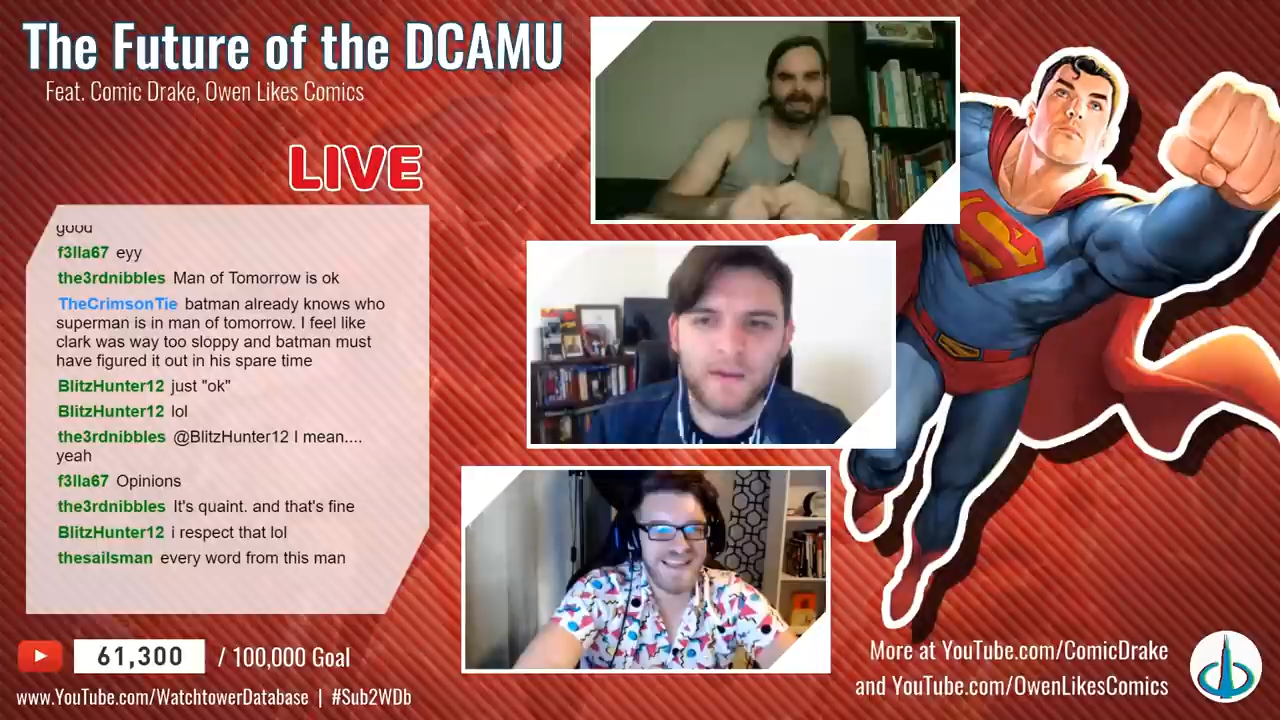 The Future of the DCAMU
Feat. Comic Drake, Owen Likes Comics
LIVE
good
f3lla67 eyy
the3rdnibbles Man of Tomorrow is ok
TheCrimsonTie batman already knows who
superman is in man of tomorrow. I feel like
clark was way too sloppy and batman must
have figured it out in his spare time
BlitzHunter12 just "ok"
BlitzHunter12 lol
the3rdnibbles @BlitzHunter12 I mean....
yeah
f3lla67 Opinions
the3rdnibbles It's quaint. and that's fine
BlitzHunter12 i respect that lol
thesailsman every word from this man
61,300 / 100,000 Goal
www.YouTube.com/WatchtowerDatabase | #Sub2WDb
More at YouTube.com/ComicDrake
and YouTube.com/OwenLikesComics